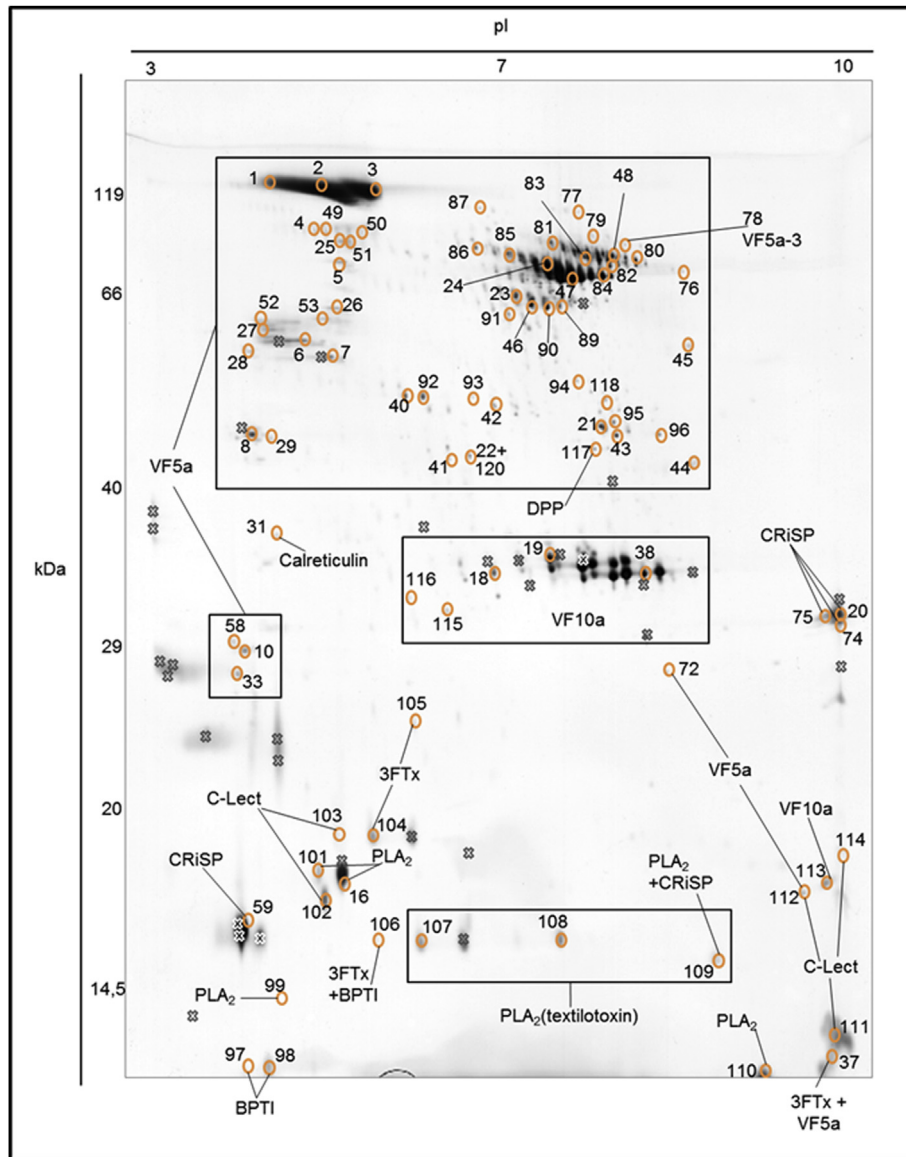 pI
3 7 10
kDa
119
1 2 3
87 83 77 48
4 49 50 85 81 79 78
VF5a-3
25 51 86 80
5 24 47 84 82 76
66
52 53 26 23
27 91
28 6 7 46 90 89 45
40 92 93 42 94 118
21 95 96
8 29 41 22+
120 117 43 44
VF5a
DPP
40
31
Calreticulin
CRiSP
19 38
18
116
115
VF10a
75 20
74
29
58
10
33
72
105
3FTx
VF5a
C-Lect
20
103 104
VF10a
114
101 PLA₂
PLA₂
+CRiSP
113
CRiSP
16
112
102
59
106 107 108
3FTx
+BPTI
109
C-Lect
99
PLA₂
14,5
PLA₂(textilotoxin)
PLA₂
111
97 98
110 37
BPTI
3FTx +
VF5a